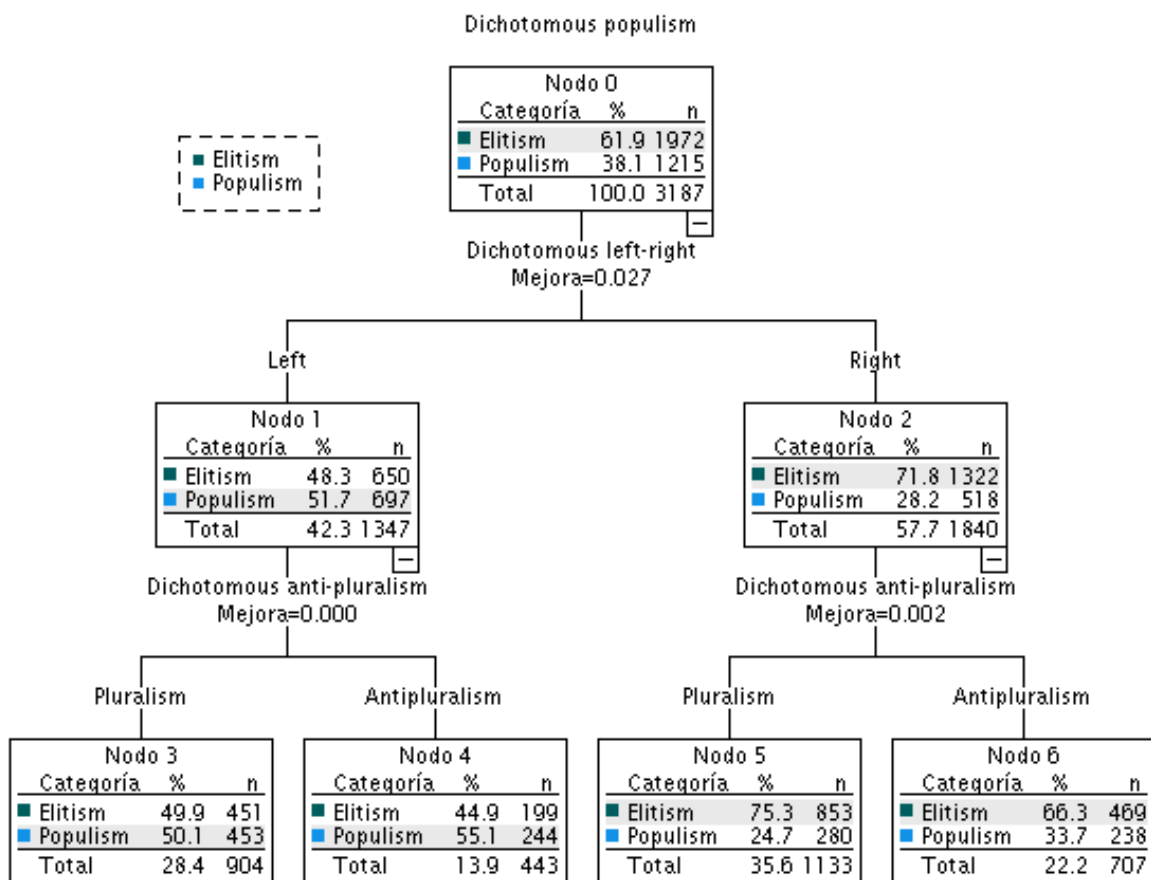 Dichotomous populism
Nodo 0
Categoría % n
Elitism 61.9 1972
Populism 38.1 1215
Total 100.0 3187
Elitism
Populism
Dichotomous left-right
Mejora=0.027
Left
Right
Nodo 1
Categoría % n
Elitism 48.3 650
Populism 51.7 697
Total 42.3 1347
Nodo 2
Categoría % n
Elitism 71.8 1322
Populism 28.2 518
Total 57.7 1840
Dichotomous anti-pluralism
Mejora=0.000
Dichotomous anti-pluralism
Mejora=0.002
Pluralism
Antipluralism
Pluralism
Antipluralism
Nodo 3
Categoría % n
Elitism 49.9 451
Populism 50.1 453
Total 28.4 904
Nodo 4
Categoría % n
Elitism 44.9 199
Populism 55.1 244
Total 13.9 443
Nodo 5
Categoría % n
Elitism 75.3 853
Populism 24.7 280
Total 35.6 1133
Nodo 6
Categoría % n
Elitism 66.3 469
Populism 33.7 238
Total 22.2 707